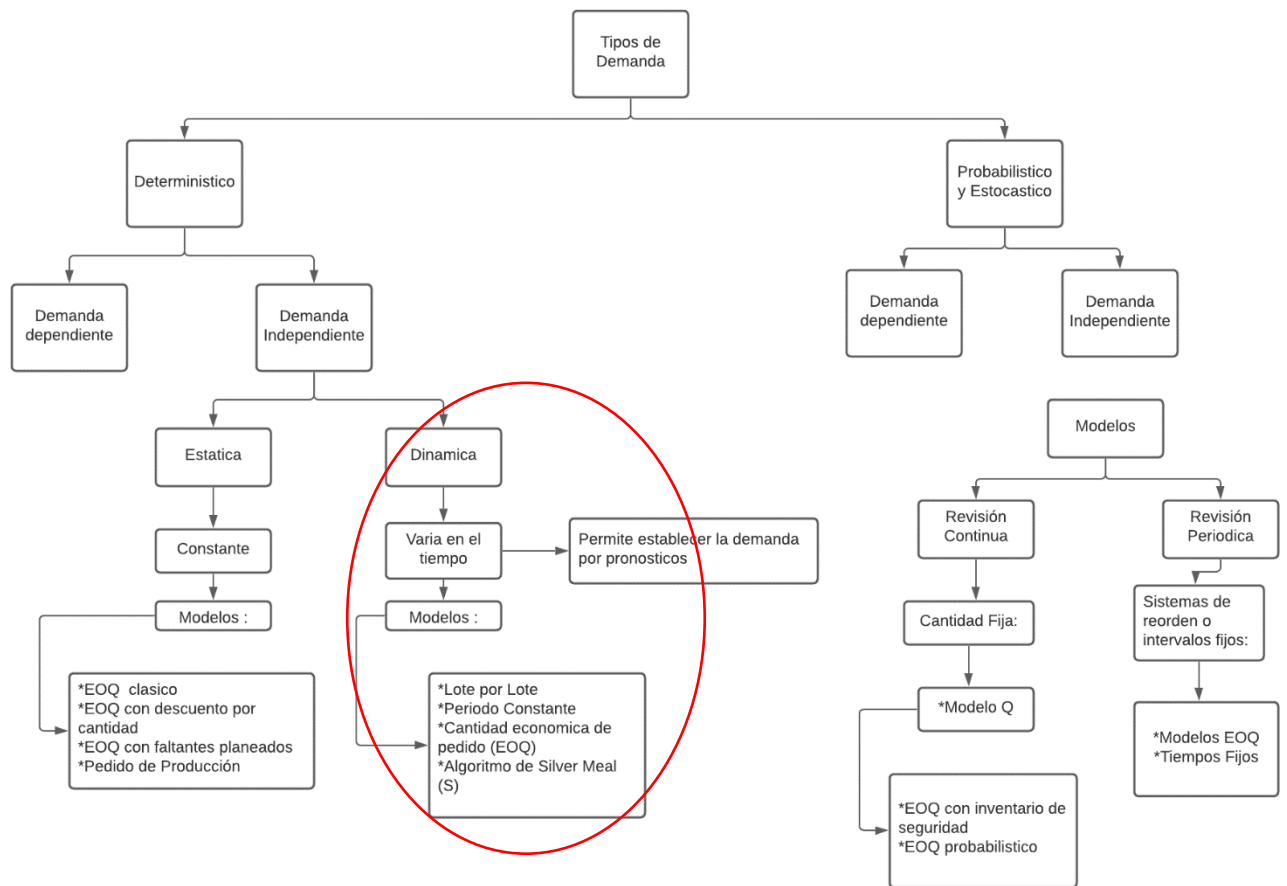 Tipos de
Demanda
Deterministico
Probabilistico
y Estocastico
Demanda
dependiente
Demanda
Independiente
Demanda
dependiente
Demanda
Independiente
Estatica
Dinamica
Modelos
Constante
Varia en el
tiempo
Permite establecer la demanda
por pronosticos
Revisión
Continua
Revisión
Periodica
Modelos :
Modelos :
Cantidad Fija:
Sistemas de
reorden o
intervalos fijos:
*EOQ  clasico
*EOQ con descuento por
cantidad
*EOQ con faltantes planeados
*Pedido de Producción
*Lote por Lote
*Periodo Constante
*Cantidad economica de
pedido (EOQ)
*Algoritmo de Silver Meal
(S)
*Modelo Q
*Modelos EOQ
*Tiempos Fijos
*EOQ con inventario de
seguridad
*EOQ probabilistico